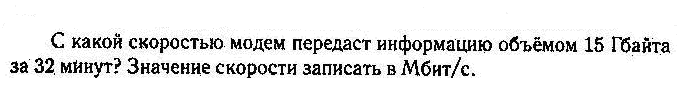 С какой скоростью модем передаст информацию объёмом 15 Гбайта
за 32 минут? Значение скорости записать в Мбит/с.